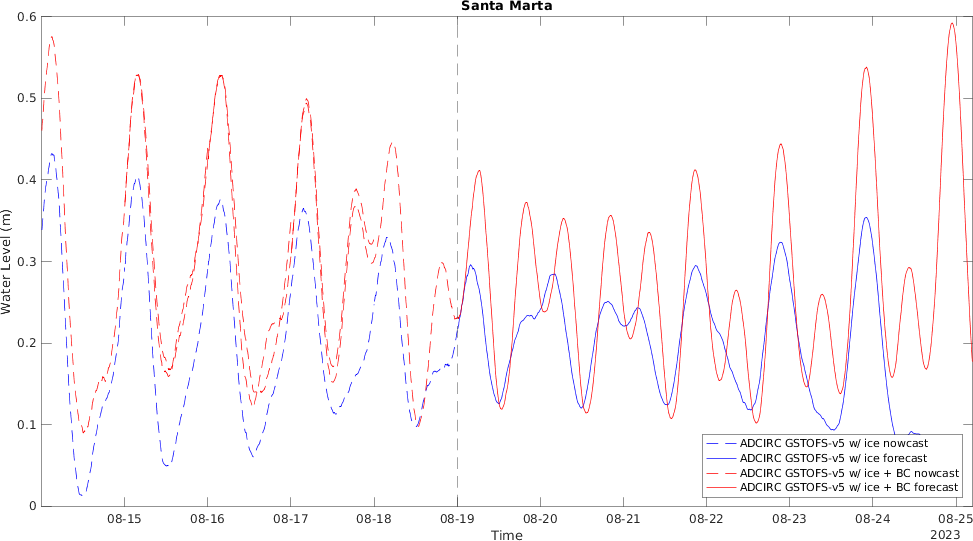 Santa Marta
0.6
0.5
0.4
0.3
0.2
0.1
0
Water Level (m)
ADCIRC GSTOFS-v5 w/ ice nowcast
ADCIRC GSTOFS-v5 w/ ice forecast
ADCIRC GSTOFS-v5 w/ ice + BC nowcast
ADCIRC GSTOFS-v5 w/ ice + BC forecast
08-15 08-16 08-17 08-18 08-19 08-20 08-21 08-22 08-23 08-24 08-25
Time
2023